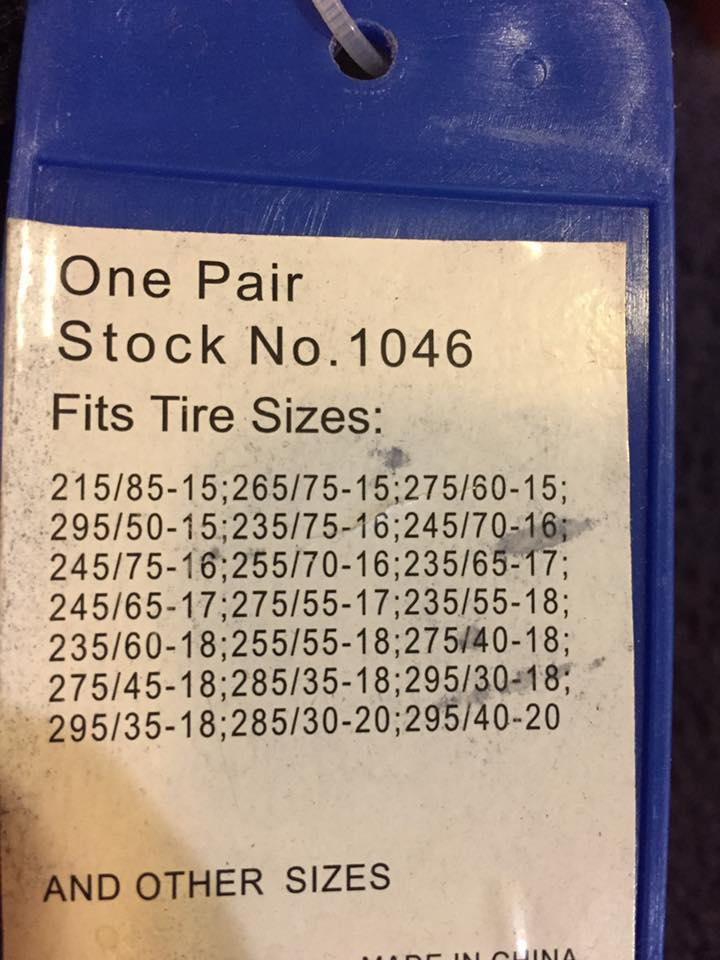 One Pair
Stock No.1046
Fits Tire Sizes:
215/85-15;265/75-15;275/60-15;
295/50-15;235/75-16;245/70-16;
245/75-16;255/70-16;235/65-17;
245/65-17;275/55-17;235/55-18;
235/60-18;255/55-18;275/40-18;
275/45-18;285/35-18;295/30-18;
295/35-18;285/30-20;295/40-20
AND OTHER SIZES
MADE IN CHINA